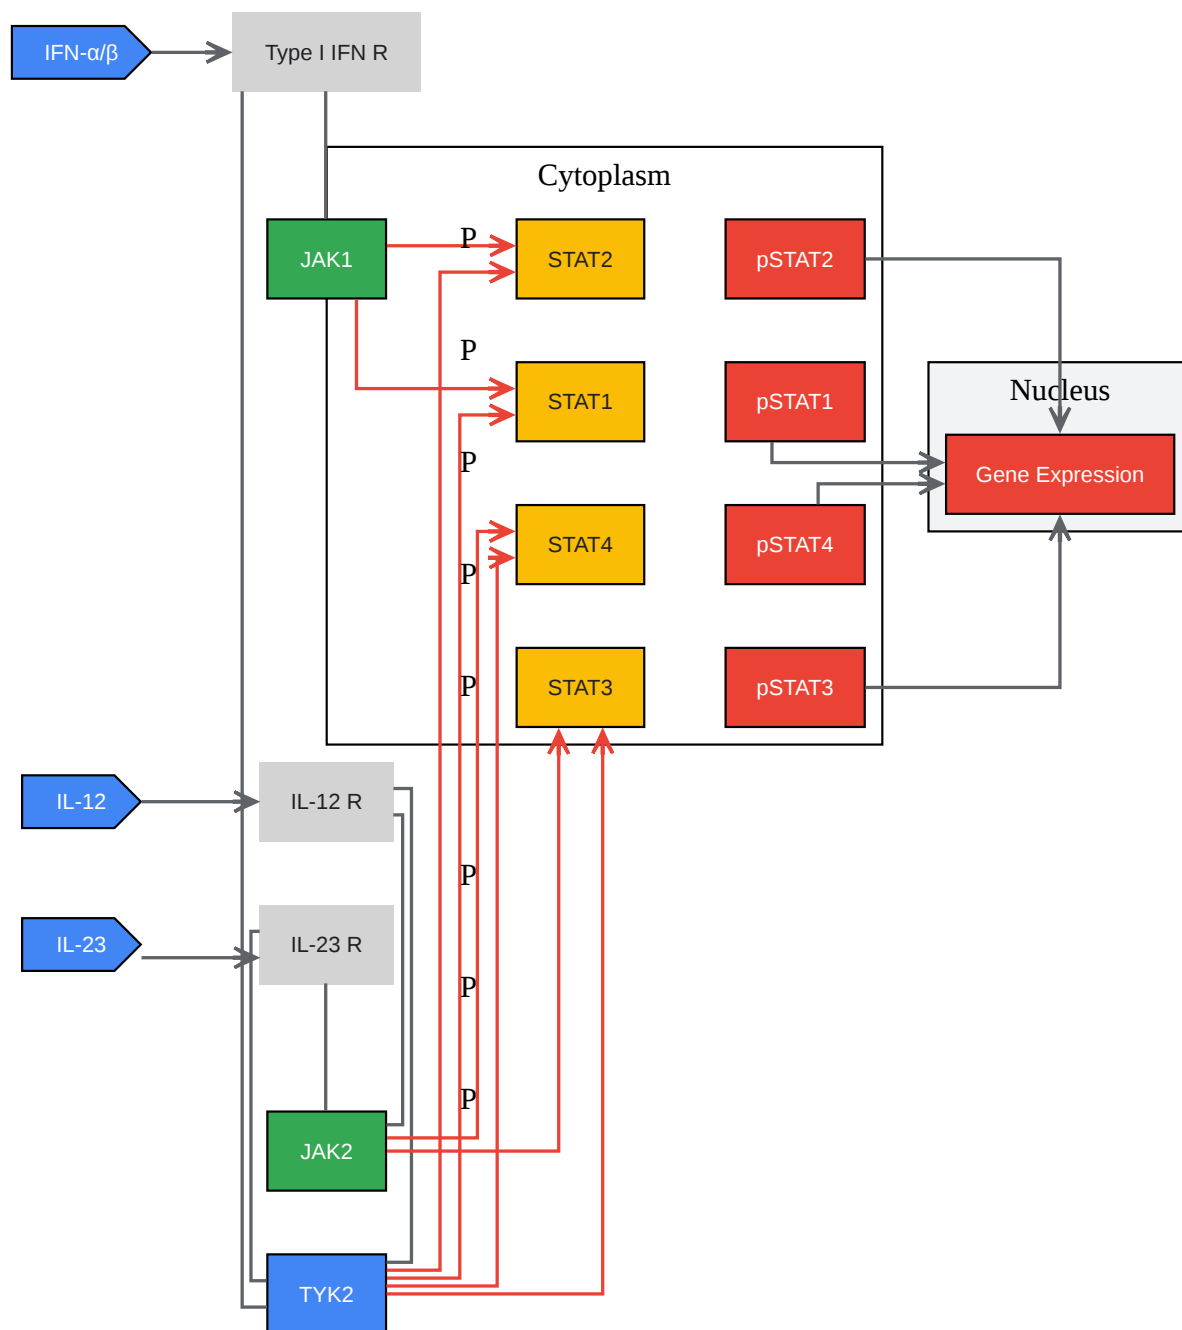 IFN-α/β
Type I IFN R
Cytoplasm
JAK1
P
STAT2
pSTAT2
P
STAT1
pSTAT1
Nucleus
P
Gene Expression
STAT4
pSTAT4
P
STAT3
pSTAT3
P
IL-12
IL-12 R
P
IL-23
IL-23 R
P
P
JAK2
TYK2